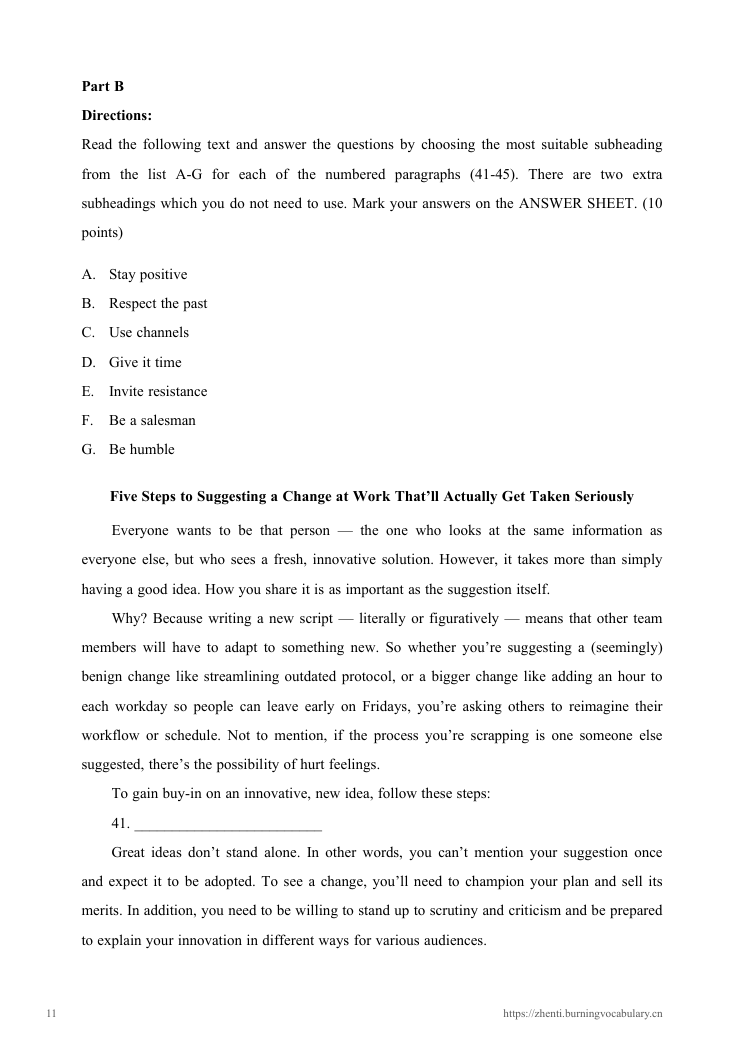 Part B
Directions:
Read the following text and answer the questions by choosing the most suitable subheading
from the list A-G for each of the numbered paragraphs (41-45). There are two extra
subheadings which you do not need to use. Mark your answers on the ANSWER SHEET. (10
points)
A. Stay positive
B. Respect the past
C. Use channels
D. Give it time
E. Invite resistance
F. Be a salesman
G. Be humble
Five Steps to Suggesting a Change at Work That’ll Actually Get Taken Seriously
Everyone wants to be that person — the one who looks at the same information as
everyone else, but who sees a fresh, innovative solution. However, it takes more than simply
having a good idea. How you share it is as important as the suggestion itself.
Why? Because writing a new script — literally or figuratively — means that other team
members will have to adapt to something new. So whether you’re suggesting a (seemingly)
benign change like streamlining outdated protocol, or a bigger change like adding an hour to
each workday so people can leave early on Fridays, you’re asking others to reimagine their
workflow or schedule. Not to mention, if the process you’re scrapping is one someone else
suggested, there’s the possibility of hurt feelings.
To gain buy-in on an innovative, new idea, follow these steps:
41. _________________________
Great ideas don’t stand alone. In other words, you can’t mention your suggestion once
and expect it to be adopted. To see a change, you’ll need to champion your plan and sell its
merits. In addition, you need to be willing to stand up to scrutiny and criticism and be prepared
to explain your innovation in different ways for various audiences.
11 https://zhenti.burningvocabulary.cn